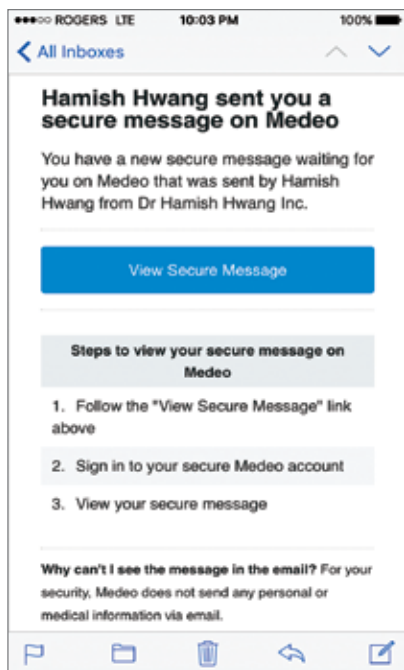 ROGERS LTE 10:03 PM 100%
All Inboxes
Hamish Hwang sent you a
secure message on Medeo
You have a new secure message waiting for
you on Medeo that was sent by Hamish
Hwang from Dr Hamish Hwang Inc.
View Secure Message
Steps to view your secure message on
Medeo
1. Follow the "View Secure Message" link
above
2. Sign in to your secure Medeo account
3. View your secure message
Why can't I see the message in the email? For your
security, Medeo does not send any personal or
medical information via email.